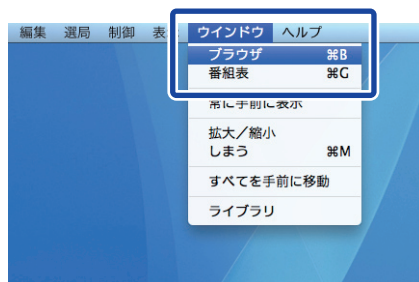 編集 選局 制御 表 ウインドウ ヘルプ
ブラウザ ⌘B
番組表 ⌘G
常に手前に表示
拡大／縮小
しまう ⌘M
すべてを手前に移動
ライブラリ